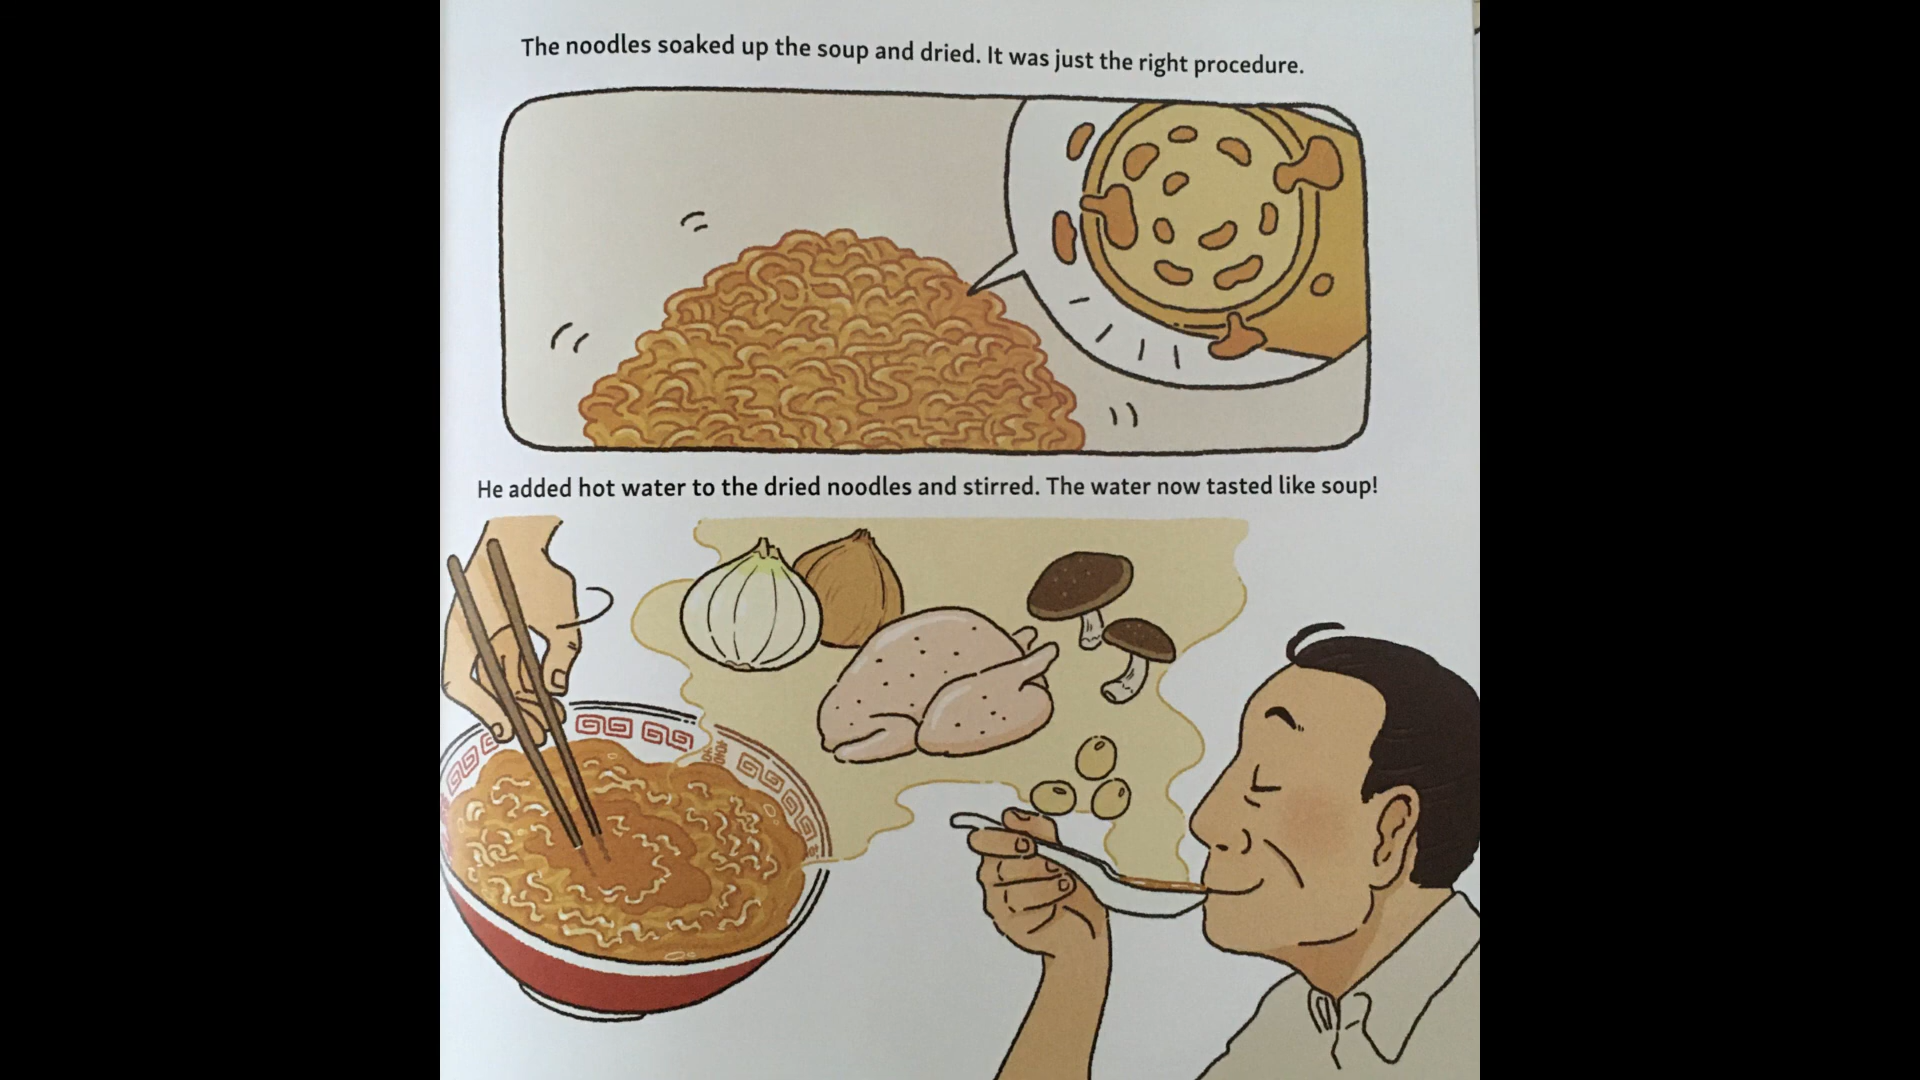 The noodles soaked up the soup and dried. It was just the right procedure.
He added hot water to the dried noodles and stirred. The water now tasted like soup!